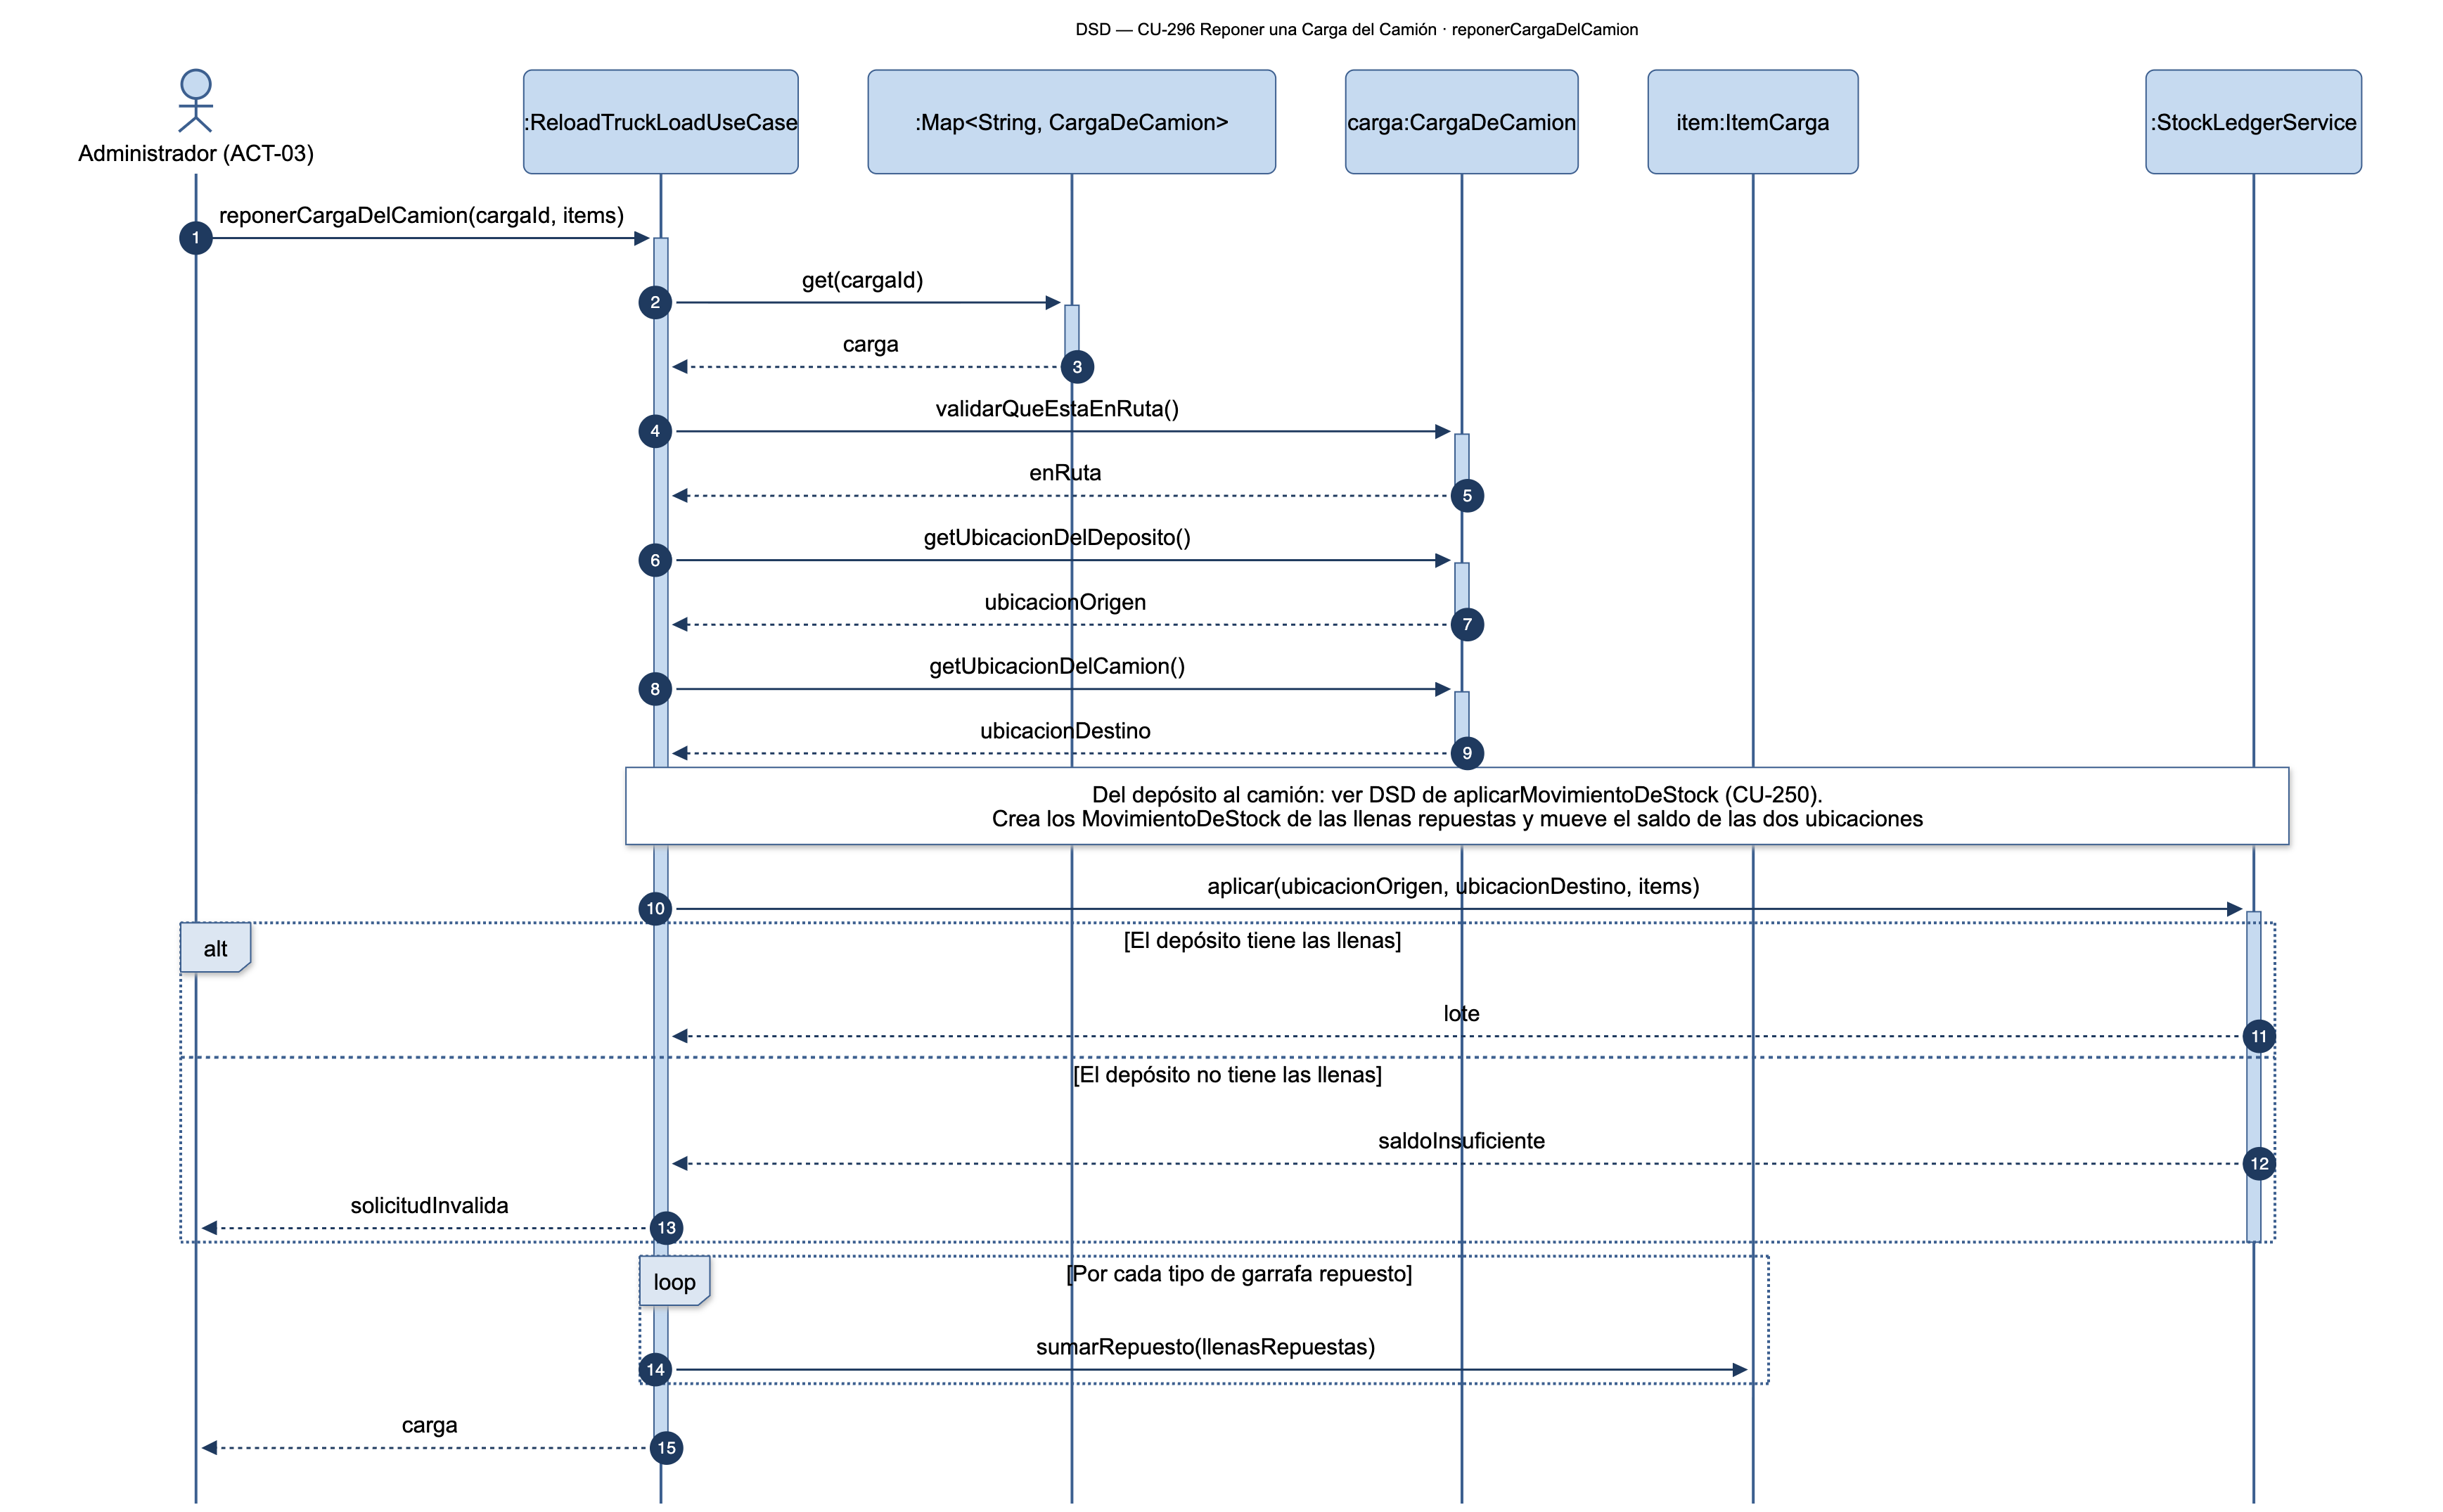 DSD — CU-296 Reponer una Carga del Camión · reponerCargaDelCamion
Administrador (ACT-03)
:ReloadTruckLoadUseCase
:Map<String, CargaDeCamion>
carga:CargaDeCamion
item:ItemCarga
:StockLedgerService
reponerCargaDelCamion(cargaId, items)
1
get(cargaId)
2
carga
3
validarQueEstaEnRuta()
4
enRuta
5
getUbicacionDelDeposito()
6
ubicacionOrigen
7
getUbicacionDelCamion()
8
ubicacionDestino
9
Del depósito al camión: ver DSD de aplicarMovimientoDeStock (CU-250).
Crea los MovimientoDeStock de las llenas repuestas y mueve el saldo de las dos ubicaciones
aplicar(ubicacionOrigen, ubicacionDestino, items)
10
alt
[El depósito tiene las llenas]
lote
11
[El depósito no tiene las llenas]
saldoInsuficiente
12
solicitudInvalida
13
loop
[Por cada tipo de garrafa repuesto]
sumarRepuesto(llenasRepuestas)
14
carga
15